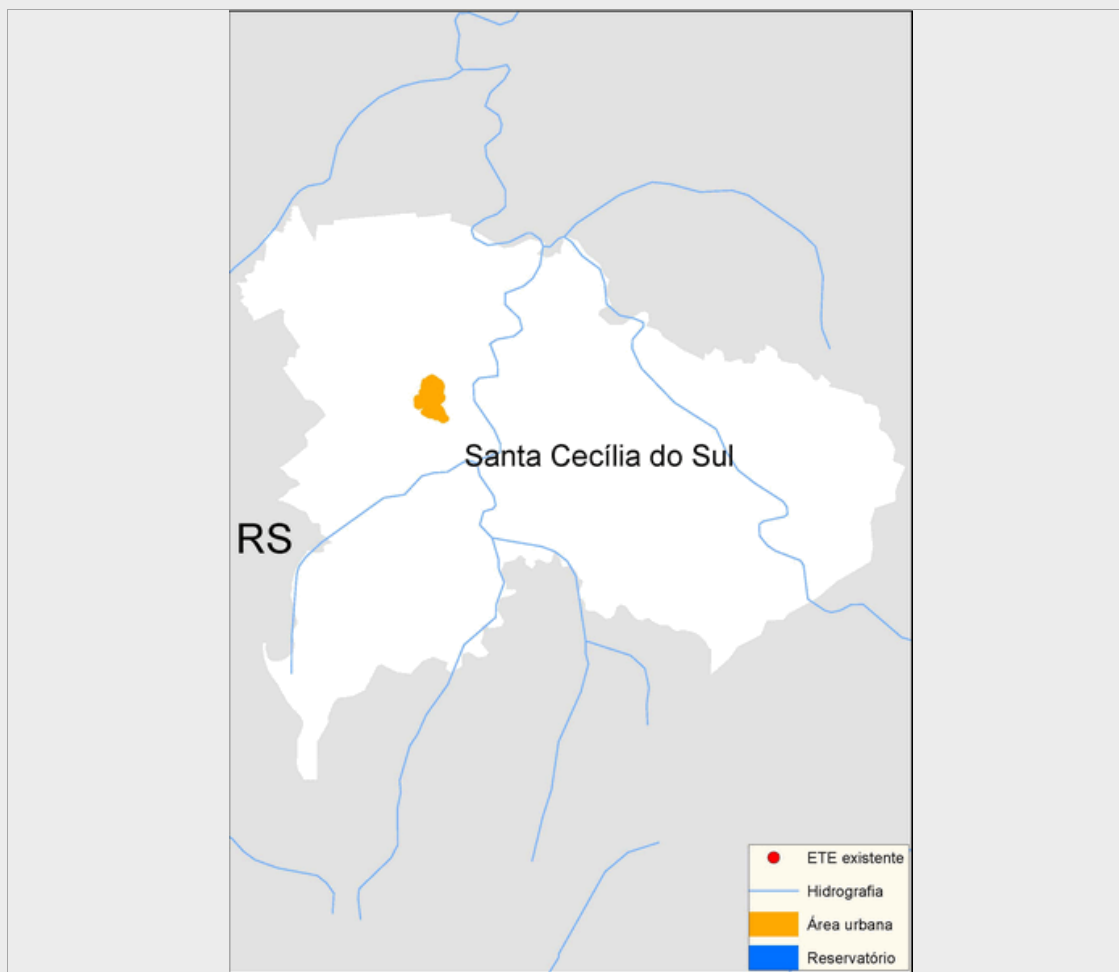 Santa Cecília do Sul
RS
ETE existente
Hidrografia
Área urbana
Reservatório